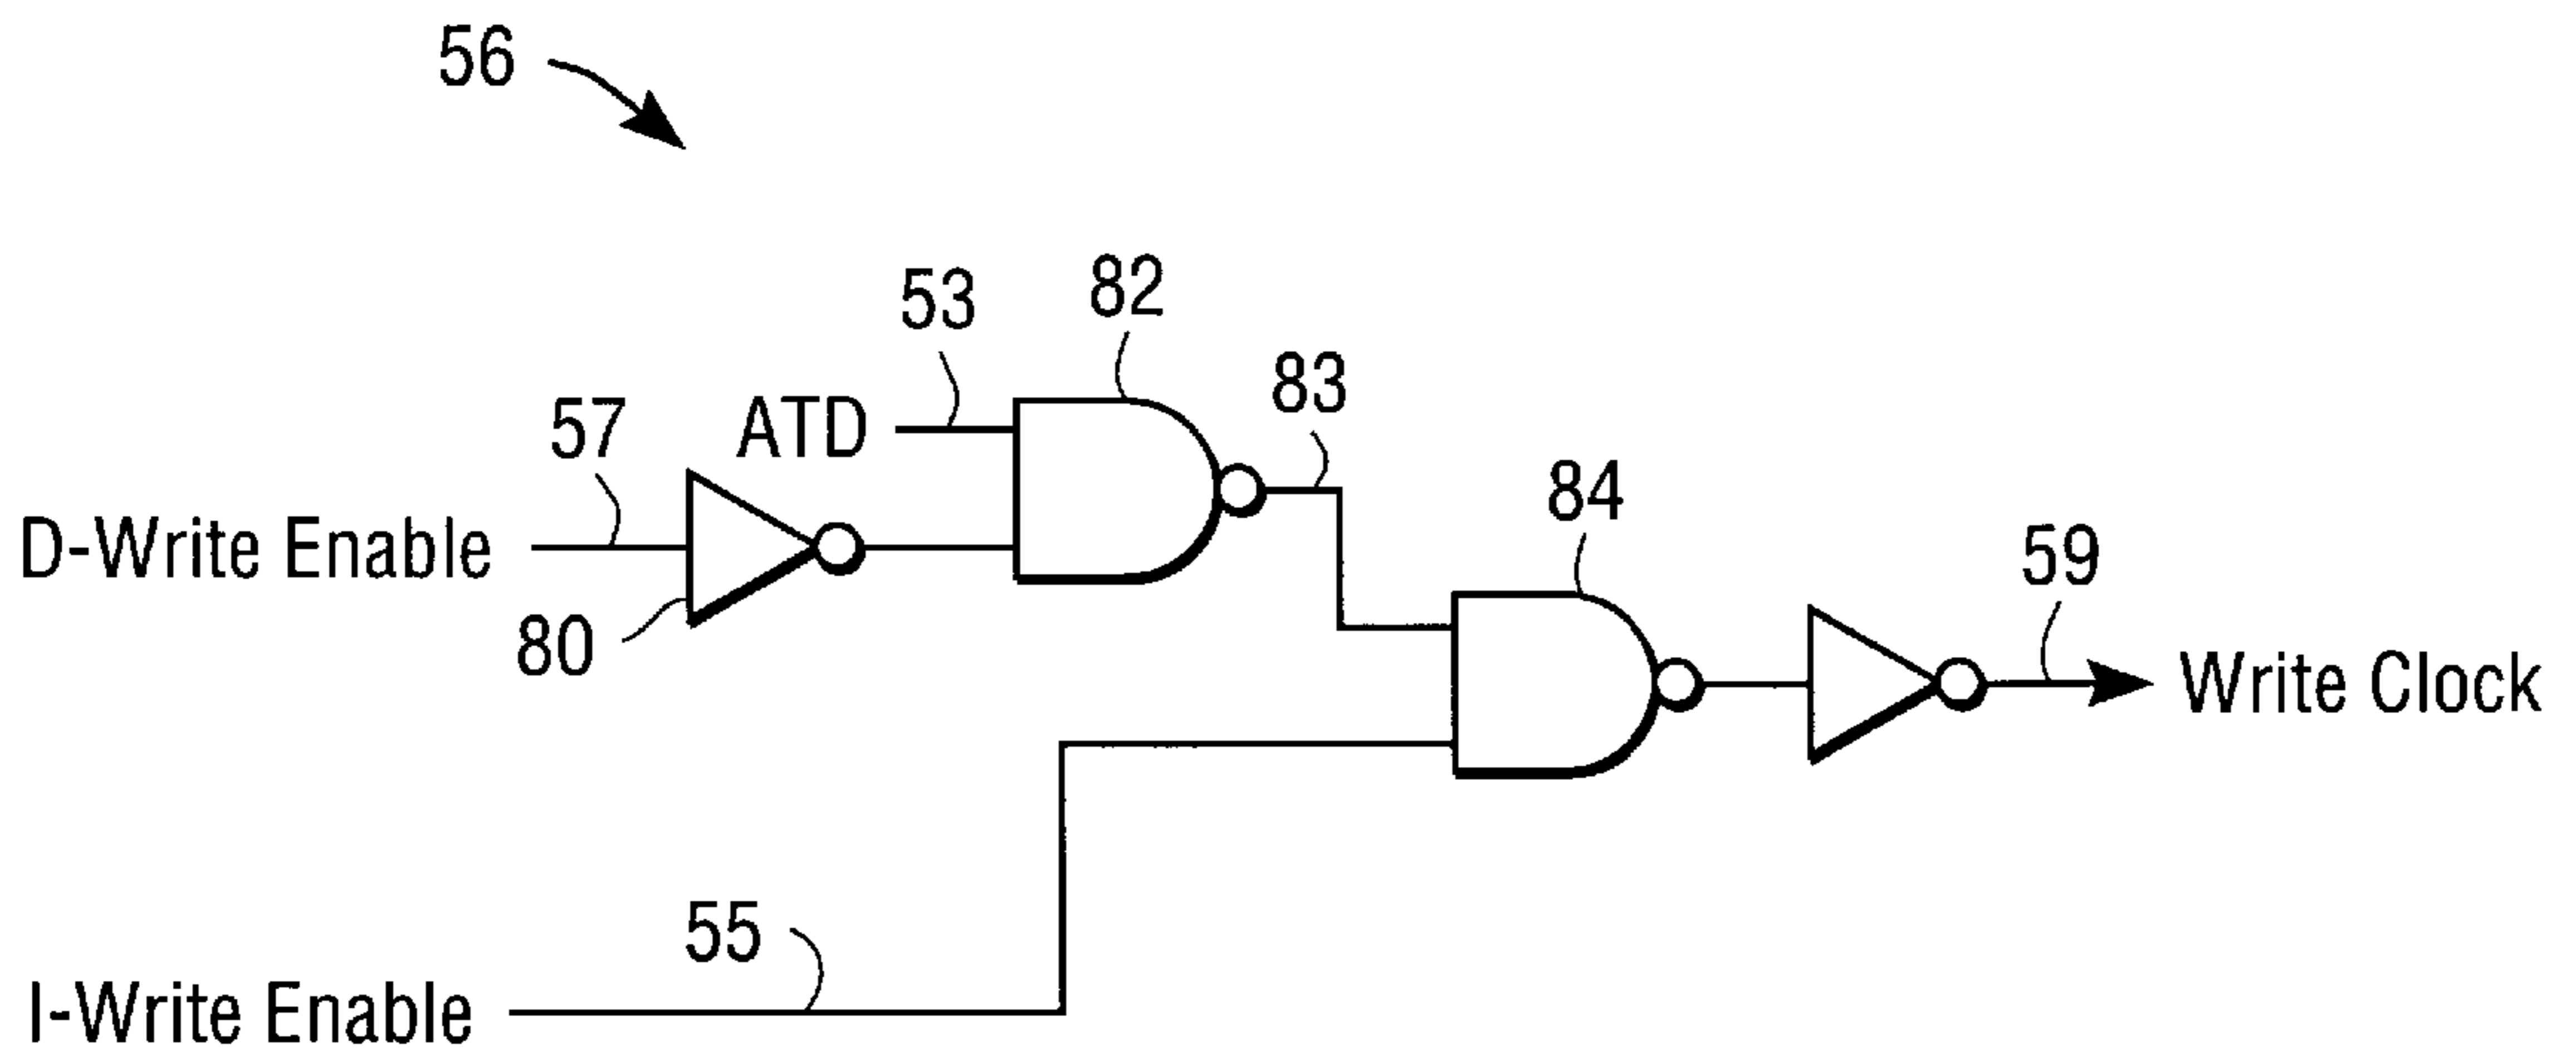 56
82
53
83
57
ATD
84
D-Write Enable
59
80
Write Clock
55
I-Write Enable